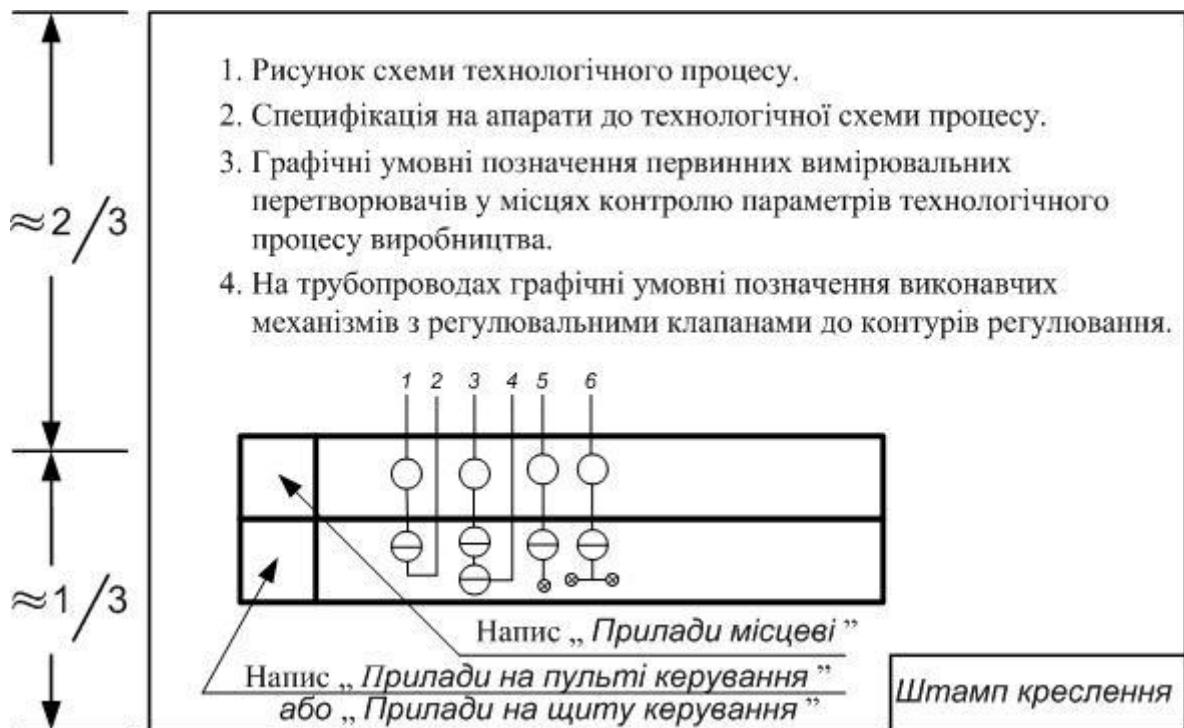 1. Рисунок схеми технологічного процесу.
2. Специфікація на апарати до технологічної схеми процесу.
3. Графічні умовні позначення первинних вимірювальних
перетворювачів у місцях контролю параметрів технологічного
процесу виробництва.
4. На трубопроводах графічні умовні позначення виконавчих
механізмів з регулювальними клапанами до контурів регулювання.
≈2/3
1 2 3 4 5 6
≈1/3
Напис „ Прилади місцеві ”
Напис „ Прилади на пульті керування ”
або „ Прилади на щиту керування ”
Штамп креслення